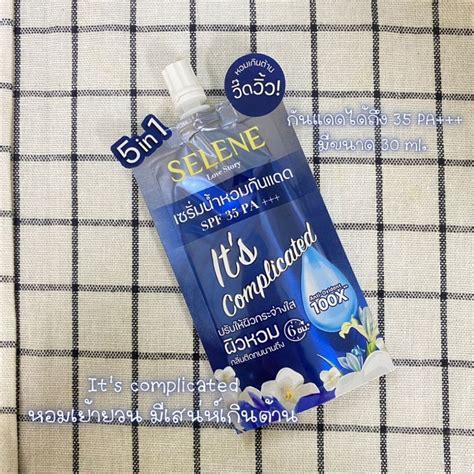 หอมเกินต้าน
วี๊ดวิ้ว!
5in1
SELENE
Love Story
เซรั่มน้ำหอมกันแดด
SPF 35 PA +++
It's
Complicated
Anti-Oxidant
100X
ปรับให้ผิวกระจ่างใส
ผิวหอม
กลิ่นติดทนนานถึง
กันแดดได้ถึง 35 PA+++
มีขนาด 30 ml.
It's complicated
หอมเย้ายวน มีเสน่ห์เกินต้าน